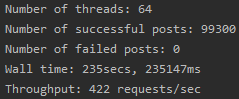 Number of threads: 64
Number of successful posts: 99300
Number of failed posts: 0
Wall time: 235secs, 235147ms
Throughput: 422 requests/sec